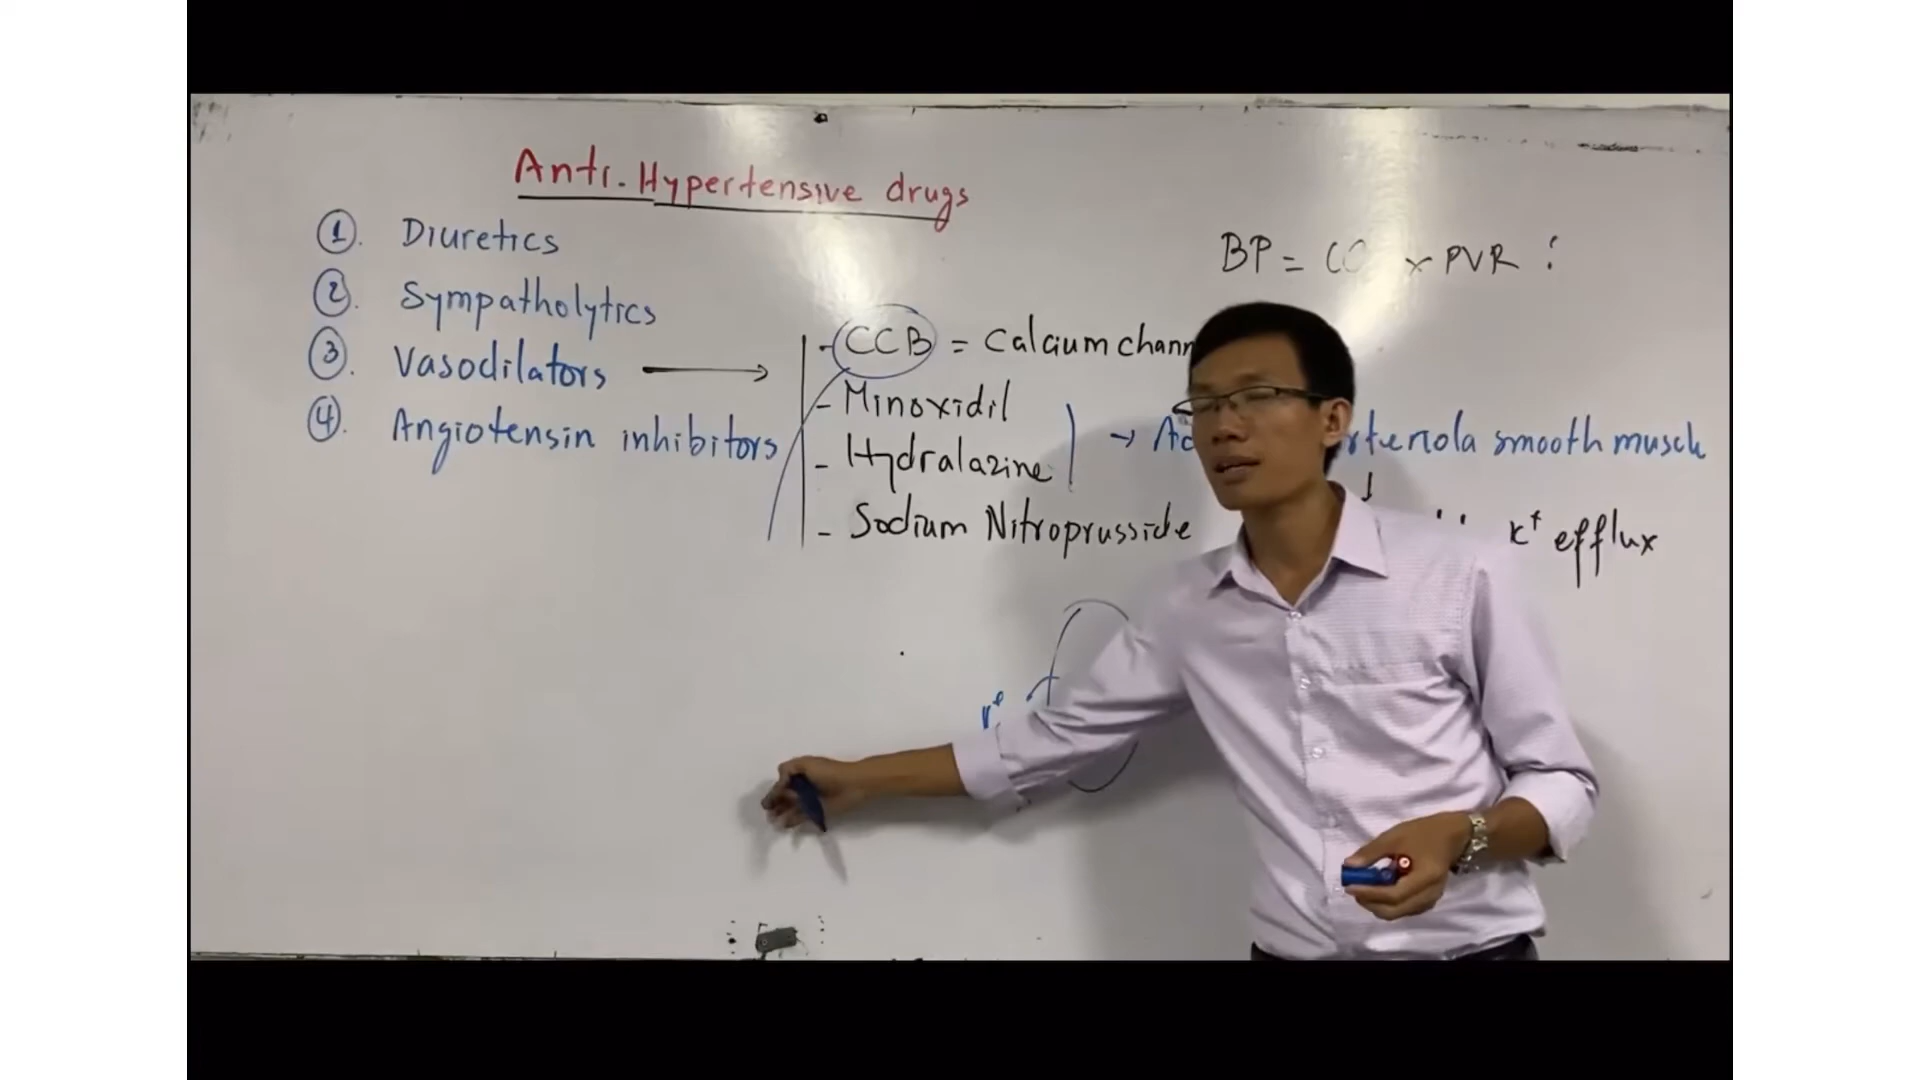 Anti-Hypertensive drugs
① . Diuretics
② . Sympatholytics
③ . Vasodilators →
④ . Angiotensin inhibitors
BP = CO × PVR :
- CCB = Calcium chann
- Minoxidil
- Hydralazine
- Sodium Nitroprusside
→ smooth muscle
↓
K⁺ efflux